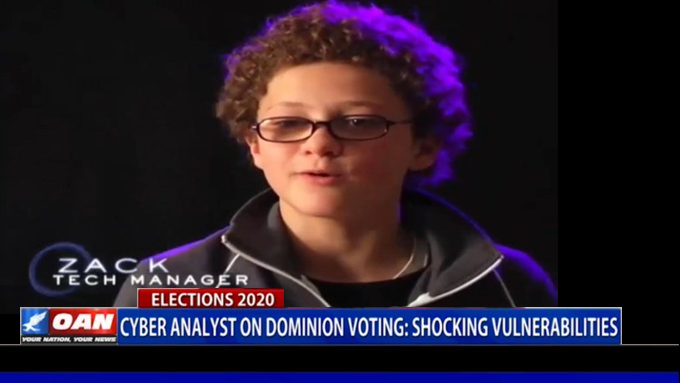 ZACK
TECH MANAGER
ELECTIONS 2020
OAN
YOUR NATION, YOUR NEWS
CYBER ANALYST ON DOMINION VOTING: SHOCKING VULNERABILITIES